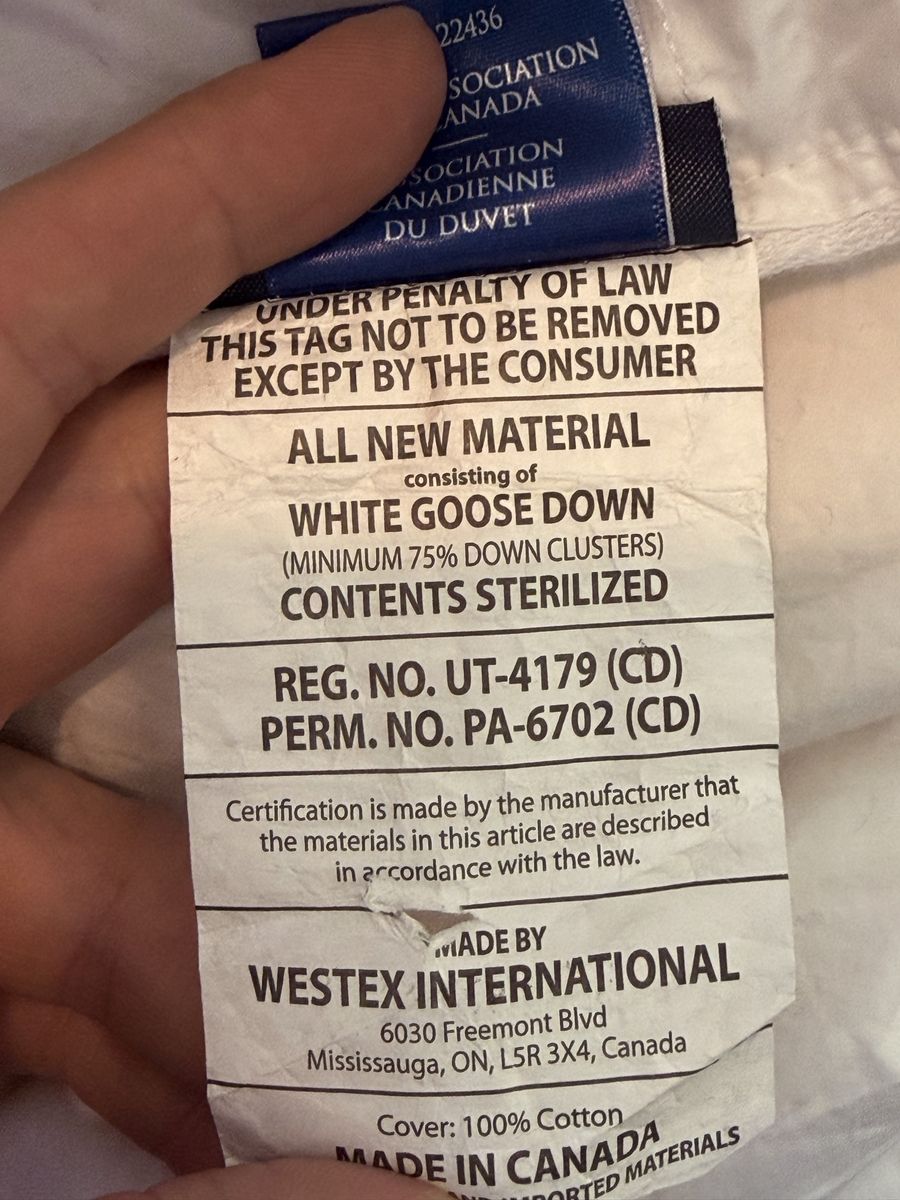 22436
SOCIATION
ANADA
SOCIATION
ANADIENNE
DU DUVET
UNDER PENALTY OF LAW
THIS TAG NOT TO BE REMOVED
EXCEPT BY THE CONSUMER
ALL NEW MATERIAL
consisting of
WHITE GOOSE DOWN
(MINIMUM 75% DOWN CLUSTERS)
CONTENTS STERILIZED
REG. NO. UT-4179 (CD)
PERM. NO. PA-6702 (CD)
Certification is made by the manufacturer that
the materials in this article are described
in accordance with the law.
MADE BY
WESTEX INTERNATIONAL
6030 Freemont Blvd
Mississauga, ON, L5R 3X4, Canada
Cover: 100% Cotton
MADE IN CANADA
AND IMPORTED MATERIALS